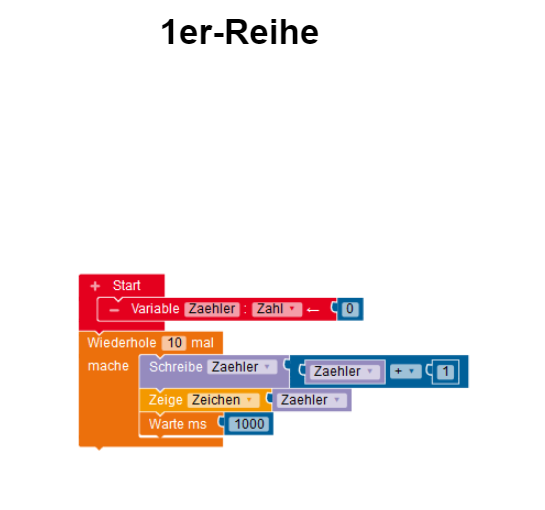 1er-Reihe
+ Start
– Variable Zaehler : Zahl ← 0
Wiederhole 10 mal
mache Schreibe Zaehler Zaehler + 1
Zeige Zeichen Zaehler
Warte ms 1000